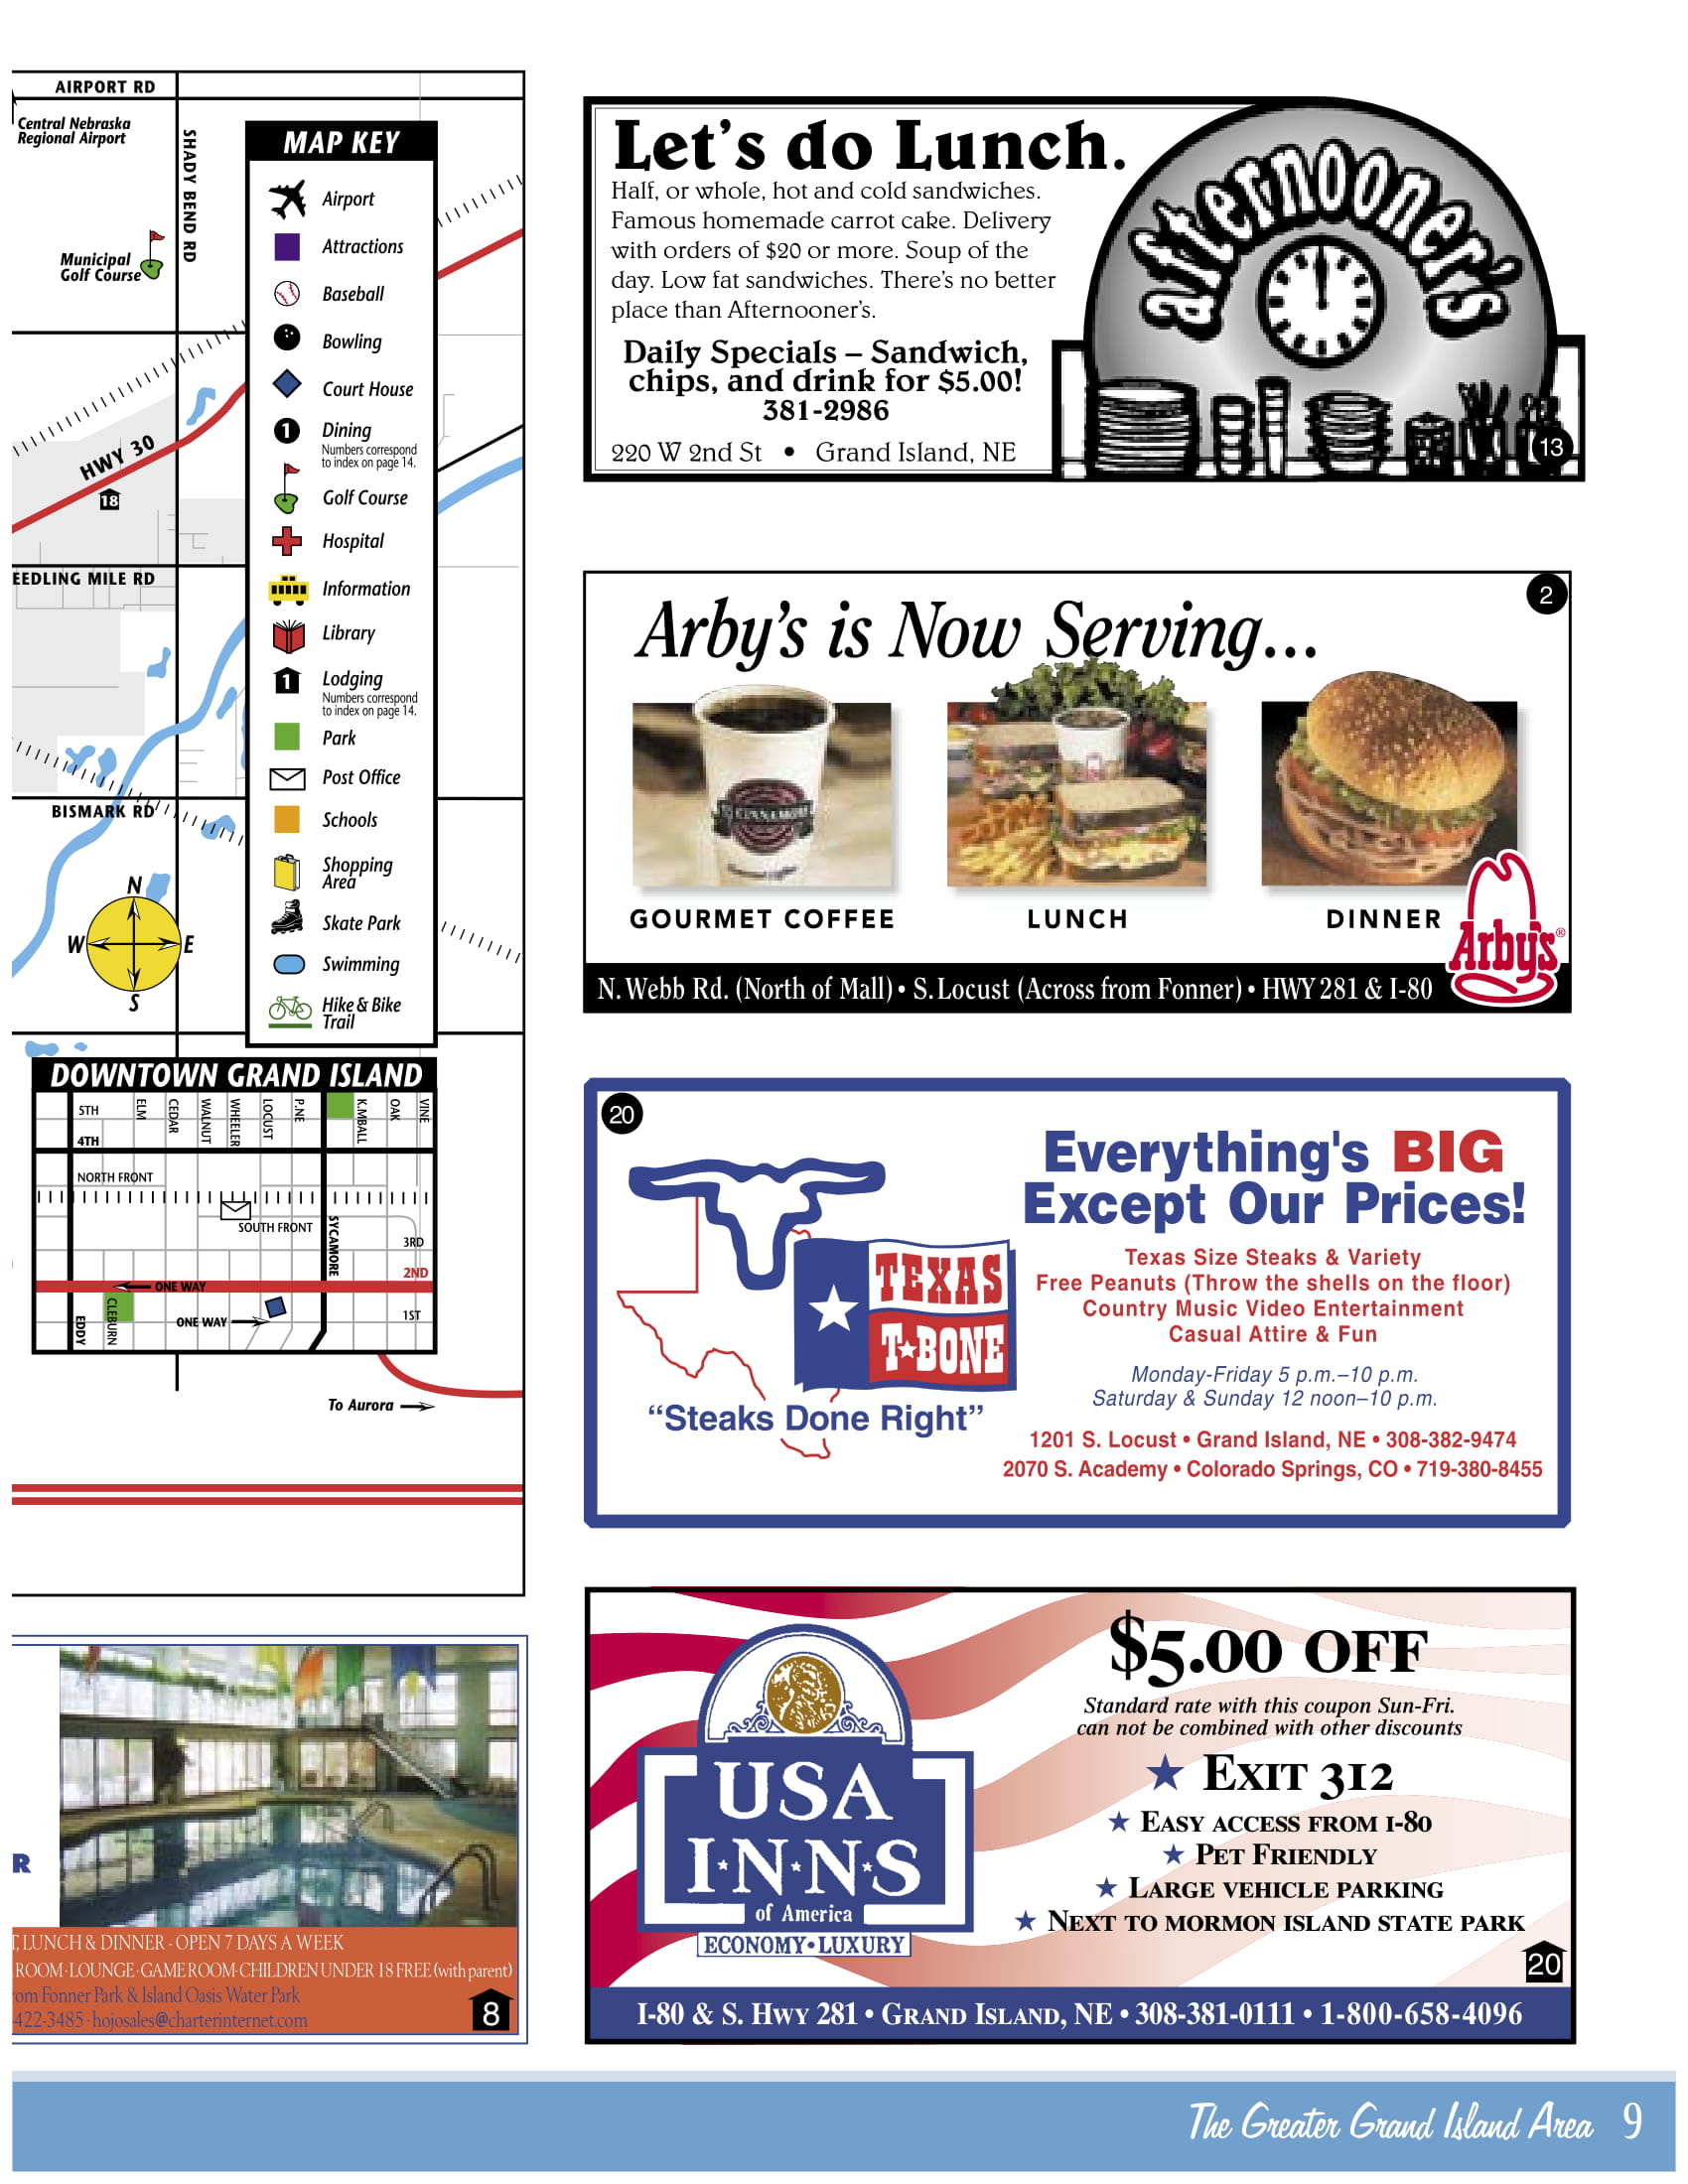 AIRPORT RD
Central Nebraska
Regional Airport
SHADY BEND RD
Municipal
Golf Course
HWY 30
18
EEDLING MILE RD
BISMARK RD
N
W
E
S
MAP KEY
Airport
Attractions
Baseball
Bowling
Court House
1
Dining
Numbers correspond
to index on page 14.
Golf Course
Hospital
Information
Library
1
Lodging
Numbers correspond
to index on page 14.
Park
Post Office
Schools
Shopping
Area
Skate Park
Swimming
Hike & Bike
Trail
DOWNTOWN GRAND ISLAND
5TH
ELM
CEDAR
WALNUT
WHEELER
LOCUST
P.NE
K.MBALL
OAK
VINE
4TH
NORTH FRONT
SOUTH FRONT
SYCAMORE
3RD
2ND
ONE WAY
EDDY
CLEBURN
ONE WAY
1ST
To Aurora
R
T, LUNCH & DINNER - OPEN 7 DAYS A WEEK
ROOM · LOUNGE · GAME ROOM · CHILDREN UNDER 18 FREE (with parent)
om Fonner Park & Island Oasis Water Park
-422-3485 · hojosales@charterinternet.com
8
Let's do Lunch.
Half, or whole, hot and cold sandwiches.
Famous homemade carrot cake. Delivery
with orders of $20 or more. Soup of the
day. Low fat sandwiches. There's no better
place than Afternooner's.
Daily Specials – Sandwich,
chips, and drink for $5.00!
381-2986
220 W 2nd St • Grand Island, NE
afternooner's
13
2
Arby's is Now Serving...
GOURMET COFFEE
LUNCH
DINNER
Arby's®
N. Webb Rd. (North of Mall) • S. Locust (Across from Fonner) • HWY 281 & I-80
20
TEXAS
T★BONE
"Steaks Done Right"
Everything's BIG
Except Our Prices!
Texas Size Steaks & Variety
Free Peanuts (Throw the shells on the floor)
Country Music Video Entertainment
Casual Attire & Fun
Monday-Friday 5 p.m.–10 p.m.
Saturday & Sunday 12 noon–10 p.m.
1201 S. Locust • Grand Island, NE • 308-382-9474
2070 S. Academy • Colorado Springs, CO • 719-380-8455
USA
I★N★N★S
of America
ECONOMY•LUXURY
$5.00 OFF
Standard rate with this coupon Sun-Fri.
can not be combined with other discounts
★ EXIT 312
★ EASY ACCESS FROM I-80
★ PET FRIENDLY
★ LARGE VEHICLE PARKING
★ NEXT TO MORMON ISLAND STATE PARK
20
I-80 & S. HWY 281 • GRAND ISLAND, NE • 308-381-0111 • 1-800-658-4096
The Greater Grand Island Area 9